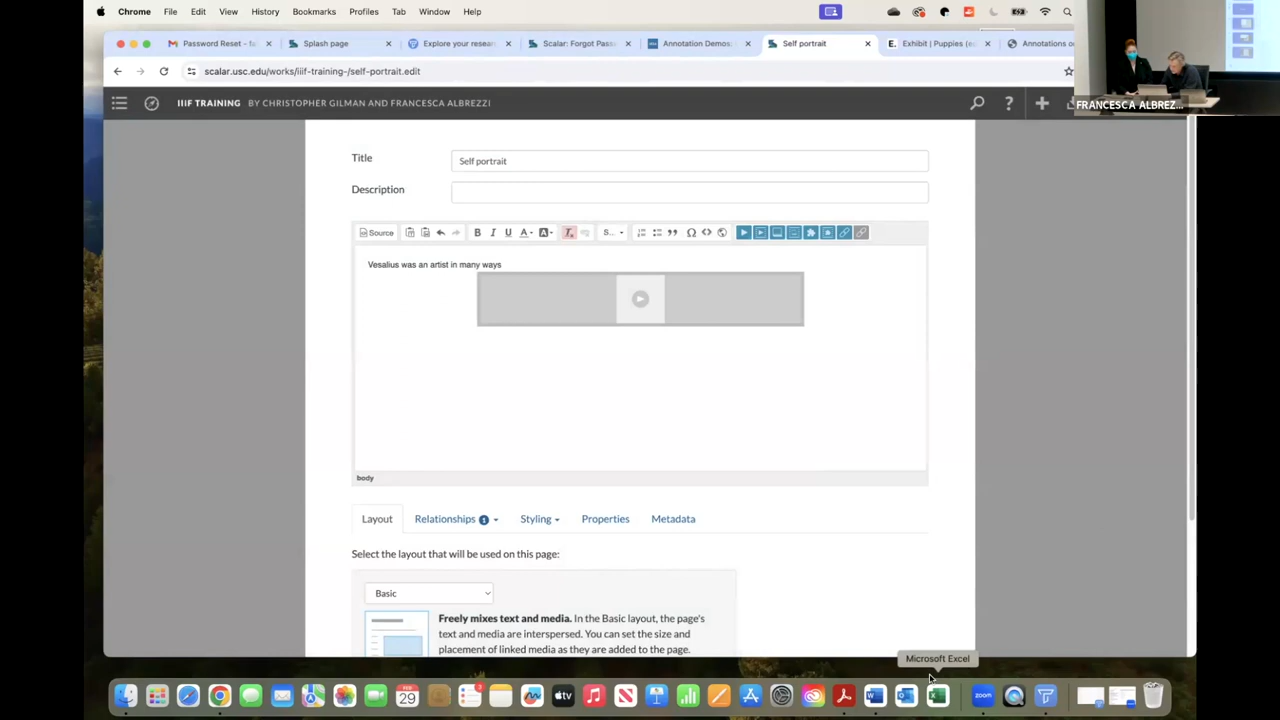 Chrome File Edit View History Bookmarks Profiles Tab Window Help
Password Reset - fa
Splash page
Explore your resear
Scalar: Forgot Pass
Annotation Demos:
Self portrait
Exhibit | Puppies (e
Annotations o
scalar.usc.edu/works/iiif-training-/self-portrait.edit
FRANCESCA ALBREZ...
IIIF TRAINING BY CHRISTOPHER GILMAN AND FRANCESCA ALBREZZI
Title
Self portrait
Description
Source
B I U A A S...
Vesalius was an artist in many ways
body
Layout Relationships 1 Styling Properties Metadata
Select the layout that will be used on this page:
Basic
Freely mixes text and media. In the Basic layout, the page's
text and media are interspersed. You can set the size and
placement of linked media as they are added to the page.
Microsoft Excel
29
zoom